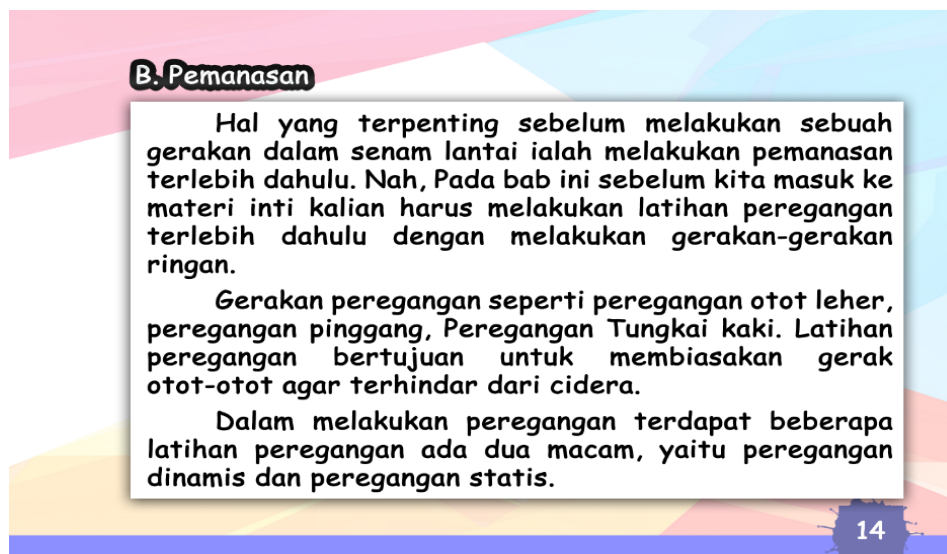 B. Pemanasan
Hal yang terpenting sebelum melakukan sebuah
gerakan dalam senam lantai ialah melakukan pemanasan
terlebih dahulu. Nah, Pada bab ini sebelum kita masuk ke
materi inti kalian harus melakukan latihan peregangan
terlebih dahulu dengan melakukan gerakan-gerakan
ringan.
Gerakan peregangan seperti peregangan otot leher,
peregangan pinggang, Peregangan Tungkai kaki. Latihan
peregangan bertujuan untuk membiasakan gerak
otot-otot agar terhindar dari cidera.
Dalam melakukan peregangan terdapat beberapa
latihan peregangan ada dua macam, yaitu peregangan
dinamis dan peregangan statis.
14